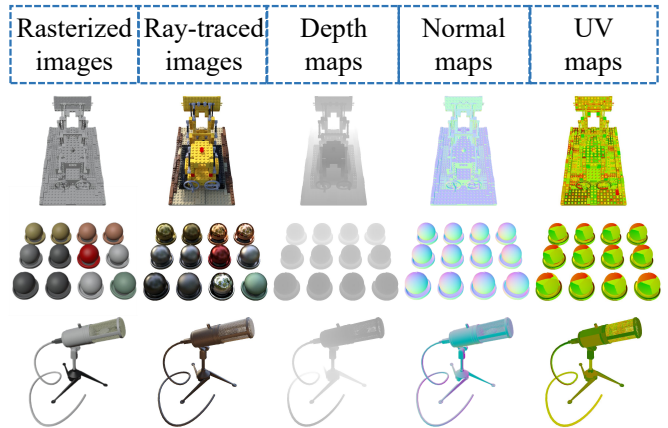 Rasterized images
Ray-traced images
Depth maps
Normal maps
UV maps